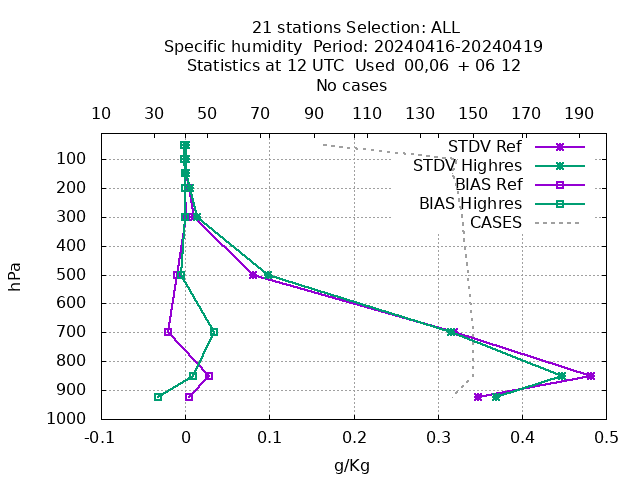 21 stations Selection: ALL
Specific humidity  Period: 20240416-20240419
Statistics at 12 UTC  Used  00,06  + 06 12
No cases
10 30 50 70 90 110 130 150 170 190
STDV Ref
STDV Highres
BIAS Ref
BIAS Highres
CASES
100
200
300
400
500
600
700
800
900
1000
hPa
-0.1 0 0.1 0.2 0.3 0.4 0.5
g/Kg